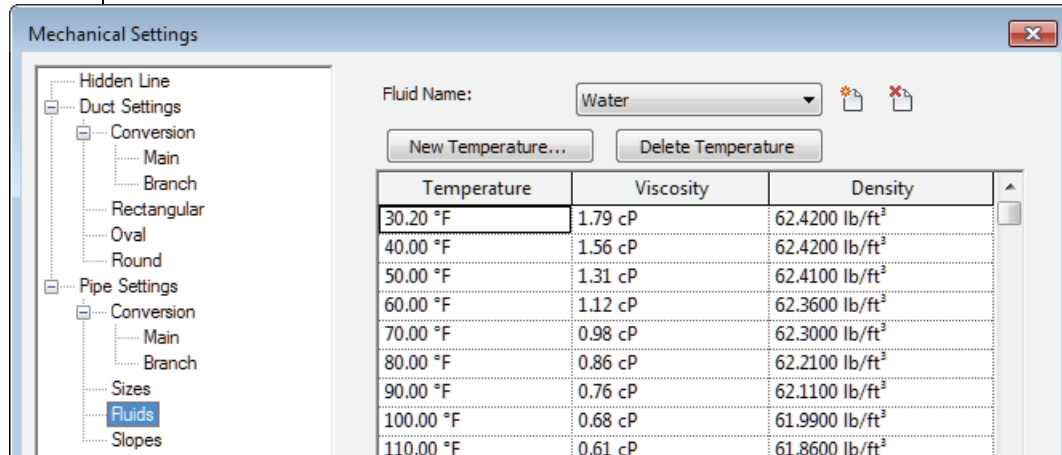 Mechanical Settings
Hidden Line
Duct Settings
Conversion
Main
Branch
Rectangular
Oval
Round
Pipe Settings
Conversion
Main
Branch
Sizes
Fluids
Slopes
Fluid Name: Water
New Temperature... Delete Temperature
Temperature Viscosity Density
30.20 °F 1.79 cP 62.4200 lb/ft³
40.00 °F 1.56 cP 62.4200 lb/ft³
50.00 °F 1.31 cP 62.4100 lb/ft³
60.00 °F 1.12 cP 62.3600 lb/ft³
70.00 °F 0.98 cP 62.3000 lb/ft³
80.00 °F 0.86 cP 62.2100 lb/ft³
90.00 °F 0.76 cP 62.1100 lb/ft³
100.00 °F 0.68 cP 61.9900 lb/ft³
110.00 °F 0.61 cP 61.8600 lb/ft³